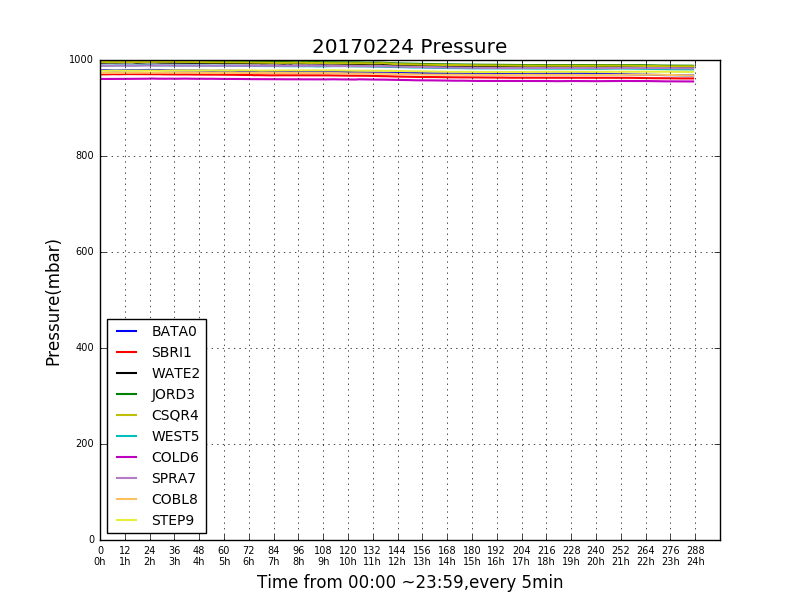 20170224 Pressure
1000
800
600
400
200
0
Pressure(mbar)
BATA0
SBRI1
WATE2
JORD3
CSQR4
WEST5
COLD6
SPRA7
COBL8
STEP9
0 12 24 36 48 60 72 84 96 108 120 132 144 156 168 180 192 204 216 228 240 252 264 276 288
0h 1h 2h 3h 4h 5h 6h 7h 8h 9h 10h 11h 12h 13h 14h 15h 16h 17h 18h 19h 20h 21h 22h 23h 24h
Time from 00:00 ~23:59,every 5min